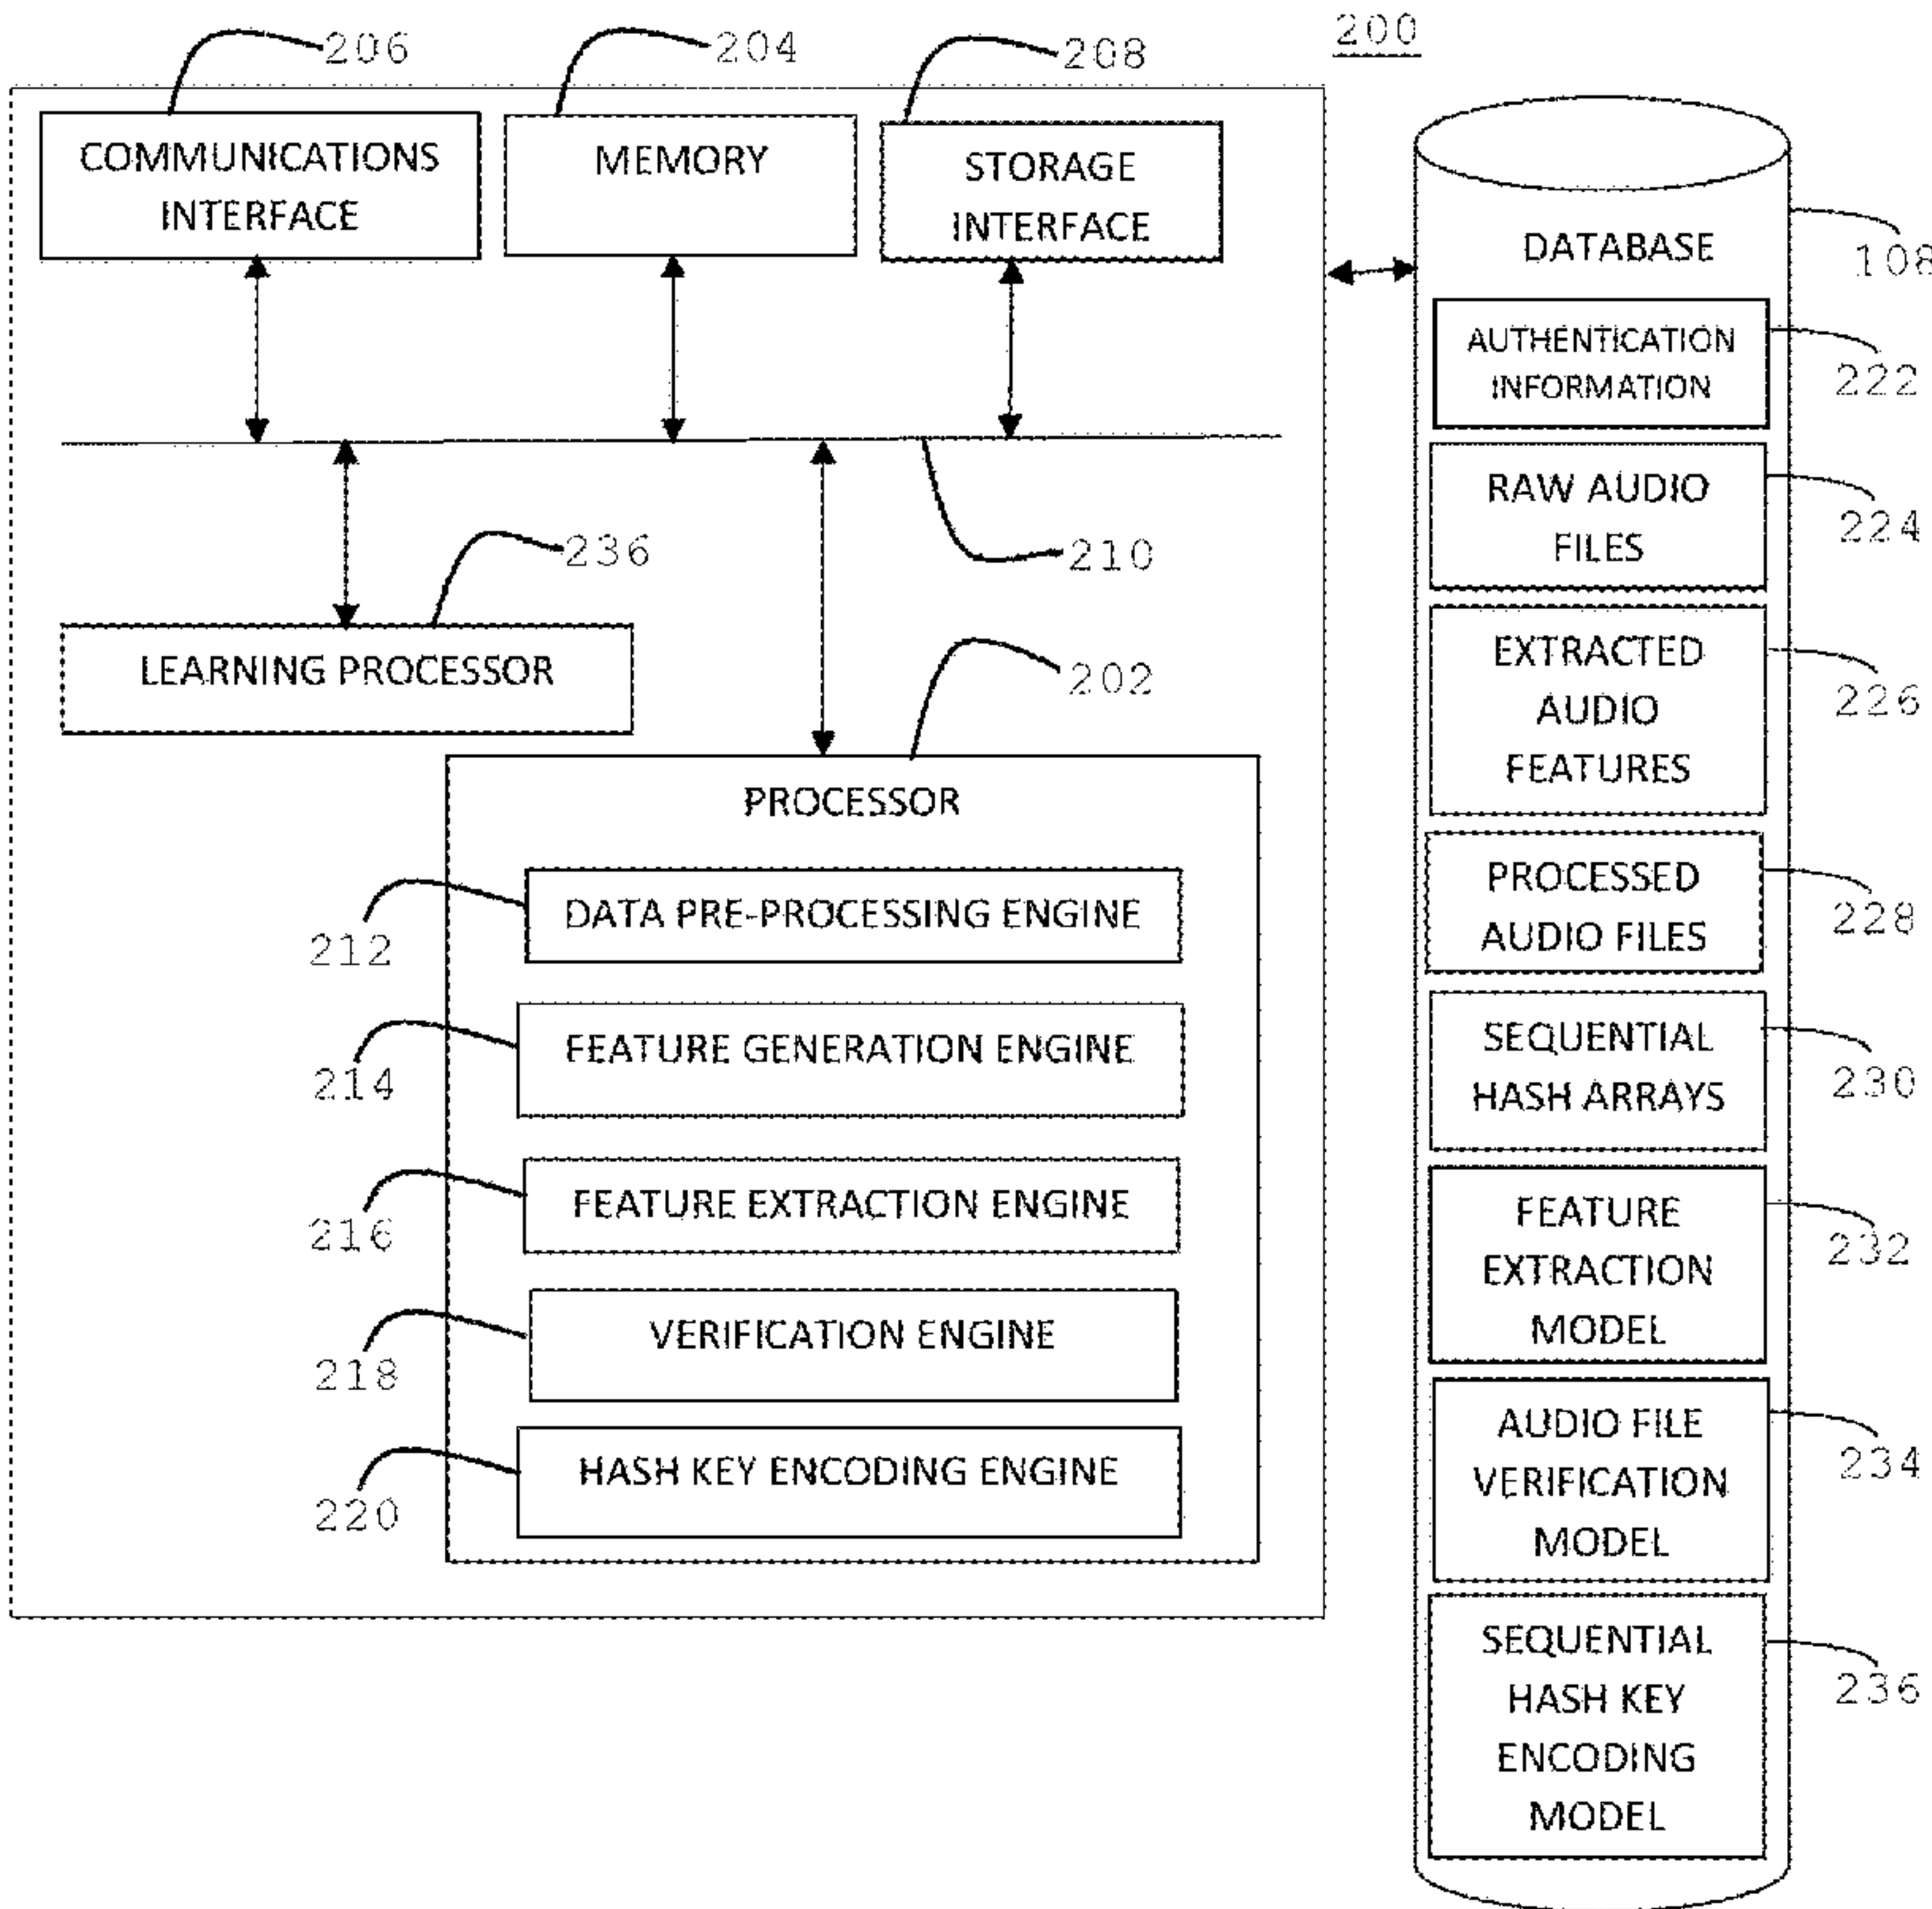 200
206
204
208
COMMUNICATIONS
INTERFACE
MEMORY
STORAGE
INTERFACE
210
236
LEARNING PROCESSOR
202
PROCESSOR
DATA PRE-PROCESSING ENGINE
212
FEATURE GENERATION ENGINE
214
FEATURE EXTRACTION ENGINE
216
VERIFICATION ENGINE
218
HASH KEY ENCODING ENGINE
220
DATABASE
108
AUTHENTICATION
INFORMATION
222
RAW AUDIO
FILES
224
EXTRACTED
AUDIO
FEATURES
226
PROCESSED
AUDIO FILES
228
SEQUENTIAL
HASH ARRAYS
230
FEATURE
EXTRACTION
MODEL
232
AUDIO FILE
VERIFICATION
MODEL
234
SEQUENTIAL
HASH KEY
ENCODING
MODEL
236